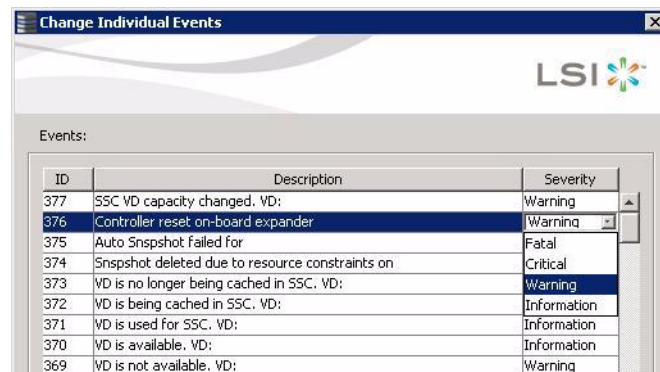 Change Individual Events
LSI
Events:
ID Description Severity
377 SSC VD capacity changed. VD: Warning
376 Controller reset on-board expander Warning
375 Auto Snspshot failed for Fatal
374 Snspshot deleted due to resource constraints on Critical
373 VD is no longer being cached in SSC. VD: Warning
372 VD is being cached in SSC. VD: Information
371 VD is used for SSC. VD: Information
370 VD is available. VD: Information
369 VD is not available. VD: Warning